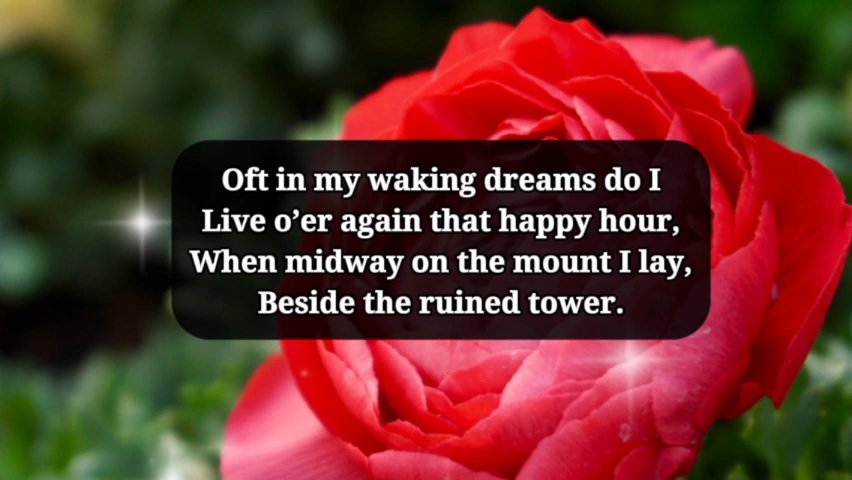 Oft in my waking dreams do I
Live o’er again that happy hour,
When midway on the mount I lay,
Beside the ruined tower.